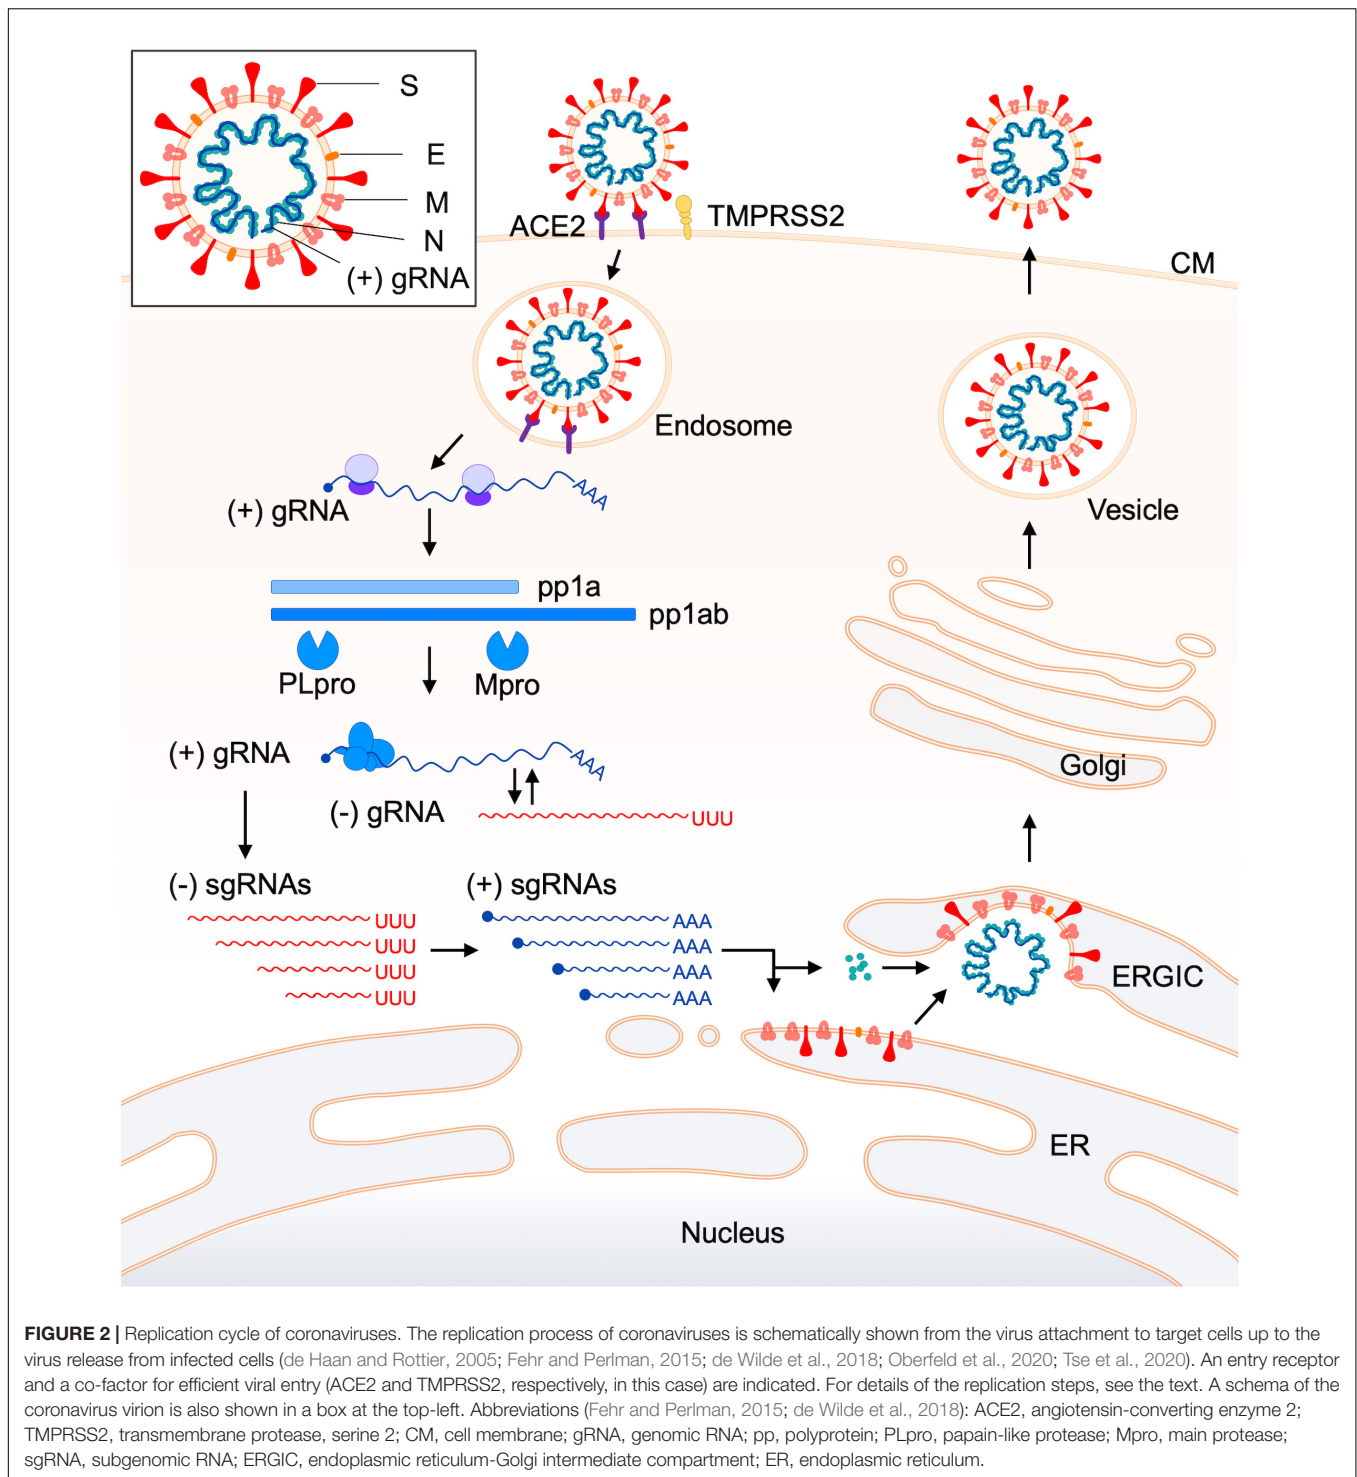 S
E
M
N
(+) gRNA
ACE2
TMPRSS2
CM
Endosome
(+) gRNA
AAA
Vesicle
pp1a
pp1ab
PLpro
Mpro
(+) gRNA
AAA
(-) gRNA
UUU
Golgi
(-) sgRNAs
(+) sgRNAs
UUU
AAA
UUU
AAA
UUU
AAA
UUU
AAA
ERGIC
ER
Nucleus
FIGURE 2 | Replication cycle of coronaviruses. The replication process of coronaviruses is schematically shown from the virus attachment to target cells up to the
virus release from infected cells (de Haan and Rottier, 2005; Fehr and Perlman, 2015; de Wilde et al., 2018; Oberfeld et al., 2020; Tse et al., 2020). An entry receptor
and a co-factor for efficient viral entry (ACE2 and TMPRSS2, respectively, in this case) are indicated. For details of the replication steps, see the text. A schema of the
coronavirus virion is also shown in a box at the top-left. Abbreviations (Fehr and Perlman, 2015; de Wilde et al., 2018): ACE2, angiotensin-converting enzyme 2;
TMPRSS2, transmembrane protease, serine 2; CM, cell membrane; gRNA, genomic RNA; pp, polyprotein; PLpro, papain-like protease; Mpro, main protease;
sgRNA, subgenomic RNA; ERGIC, endoplasmic reticulum-Golgi intermediate compartment; ER, endoplasmic reticulum.